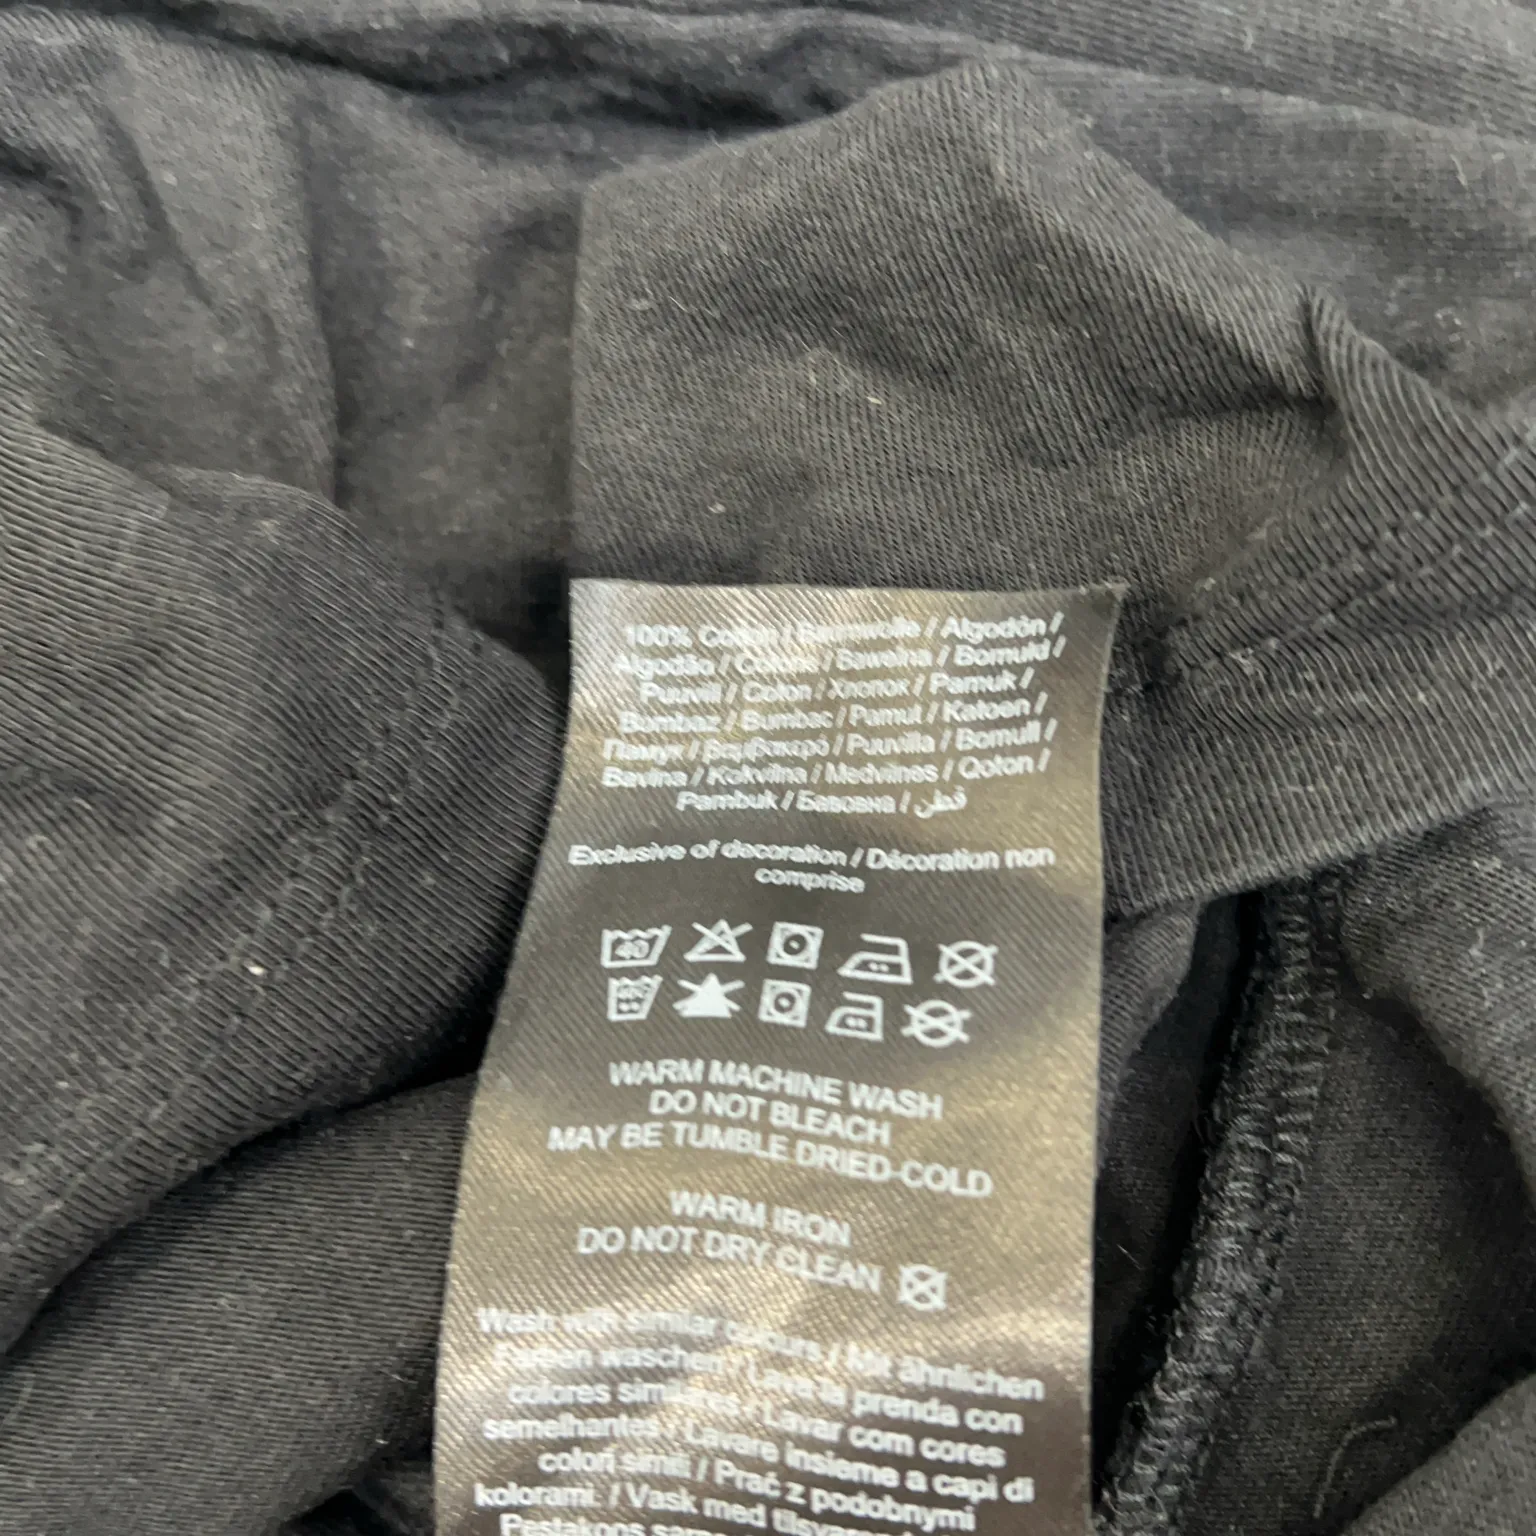 100% Cotton / Baumwolle / Algodón /
Algodão / Cotone / Bawełna / Bomuld /
Puuvill / Coton / Хлопок / Pamuk /
Bombaz / Bumbac / Pamut / Katoen /
Памук / Βαμβακερό / Puuvilla / Bomull /
Bavlna / Kokvilna / Medvilnės / Qoton /
Pambuk / Бавовна / قطن
Exclusive of decoration / Décoration non
comprise
40
WARM MACHINE WASH
DO NOT BLEACH
MAY BE TUMBLE DRIED-COLD
WARM IRON
DO NOT DRY CLEAN
Wash with similar colours / Mit ähnlichen
Farben waschen / Lave la prenda con
colores similares / Lavar com cores
semelhantes / Lavare insieme a capi di
colori simili / Prać z podobnymi
kolorami. / Vask med